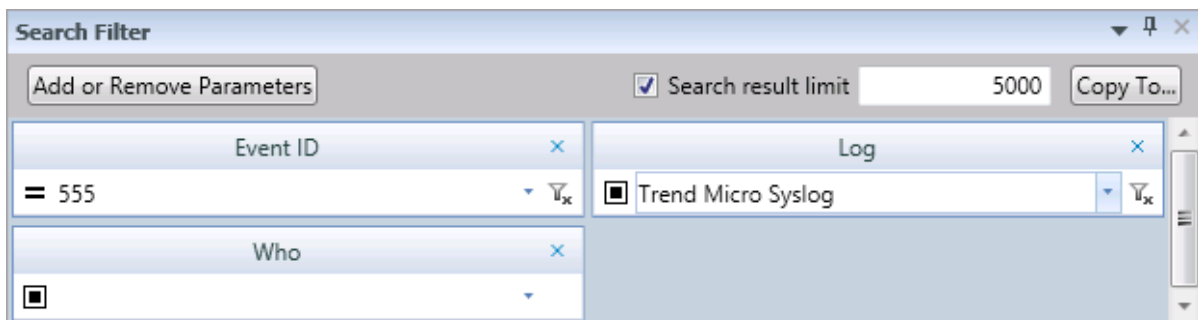 Search Filter
Add or Remove Parameters
Search result limit
5000
Copy To...
Event ID
Log
= 555
Trend Micro Syslog
Who